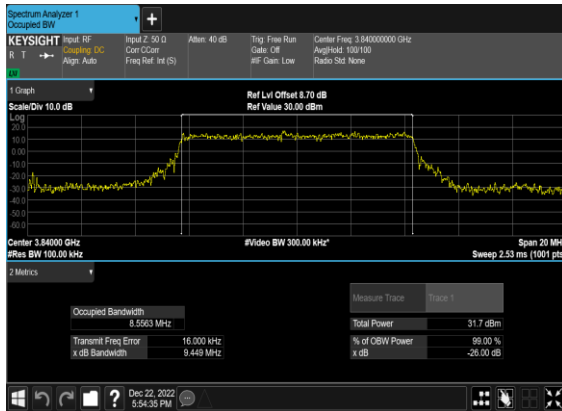 Spectrum Analyzer 1
Occupied BW
KEYSIGHT
R T
LXI
Input: RF
Coupling: DC
Align: Auto
Input Z: 50 Ω
Corr CCorr
Freq Ref: Int (S)
Atten: 40 dB
Trig: Free Run
Gate: Off
#IF Gain: Low
Center Freq: 3.840000000 GHz
Avg|Hold: 100/100
Radio Std: None
1 Graph
Scale/Div 10.0 dB
Ref Lvl Offset 8.70 dB
Ref Value 30.00 dBm
Log
20.0
10.0
0.00
-10.0
-20.0
-30.0
-40.0
-50.0
-60.0
Center 3.84000 GHz
#Res BW 100.00 kHz
#Video BW 300.00 kHz*
Span 20 MH
Sweep 2.53 ms (1001 pts
2 Metrics
Measure Trace Trace 1
Occupied Bandwidth
8.5563 MHz
Total Power 31.7 dBm
Transmit Freq Error 16.000 kHz
% of OBW Power 99.00 %
x dB Bandwidth 9.449 MHz
x dB -26.00 dB
?
Dec 22, 2022
5:54:35 PM